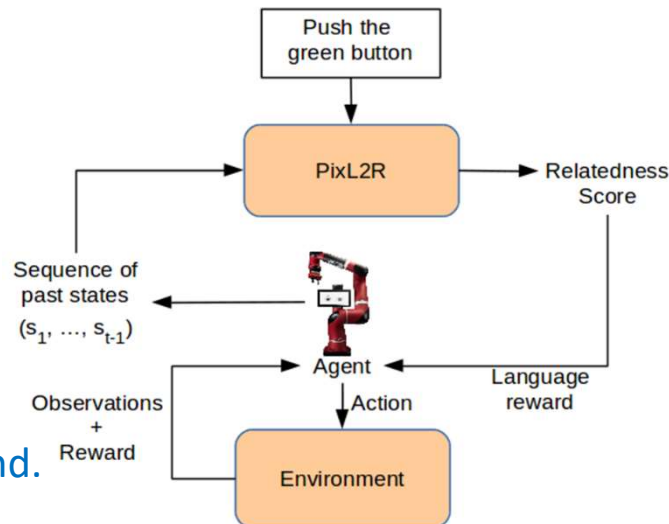 Push the
green button
PixL2R
Relatedness
Score
Sequence of
past states
(s₁, ..., sₜ₋₁)
Agent
Language
reward
Action
Observations
+
Reward
Environment
nd.